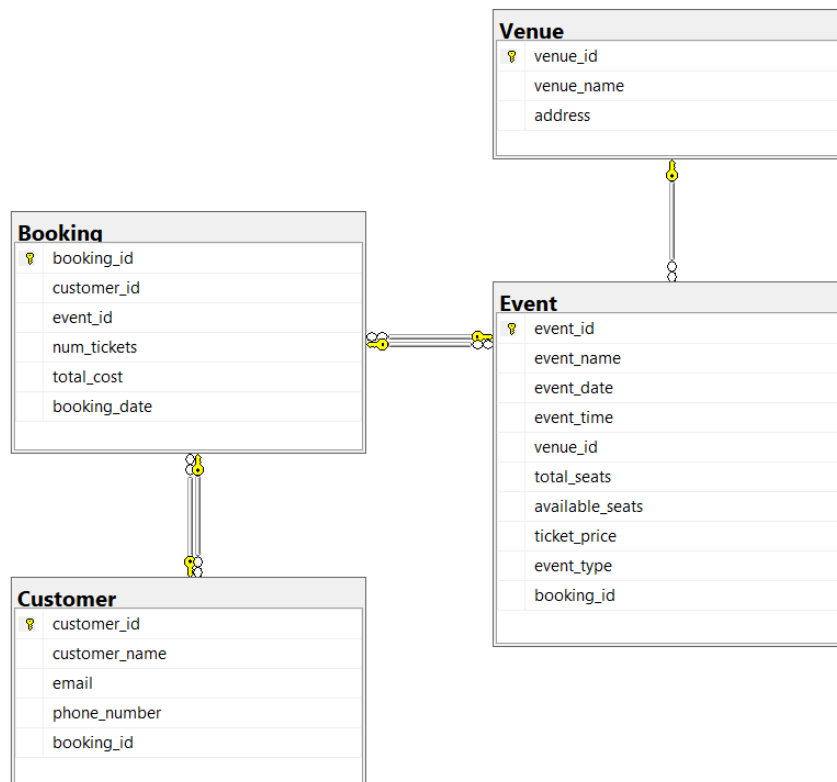 Venue
venue_id
venue_name
address
Booking
booking_id
customer_id
event_id
num_tickets
total_cost
booking_date
Event
event_id
event_name
event_date
event_time
venue_id
total_seats
available_seats
ticket_price
event_type
booking_id
Customer
customer_id
customer_name
email
phone_number
booking_id